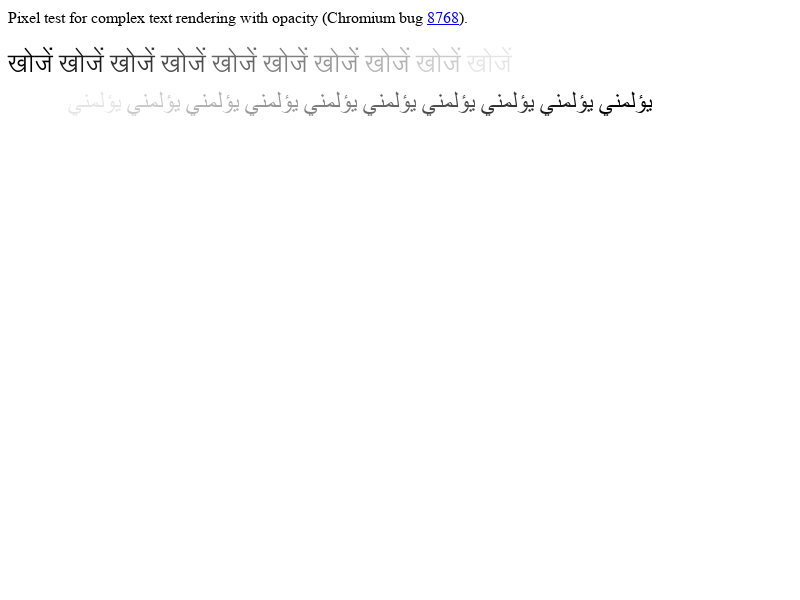 Pixel test for complex text rendering with opacity (Chromium bug 8768).
खोजें खोजें खोजें खोजें खोजें खोजें खोजें खोजें खोजें खोजें
يؤلمني يؤلمني يؤلمني يؤلمني يؤلمني يؤلمني يؤلمني يؤلمني يؤلمني يؤلمني